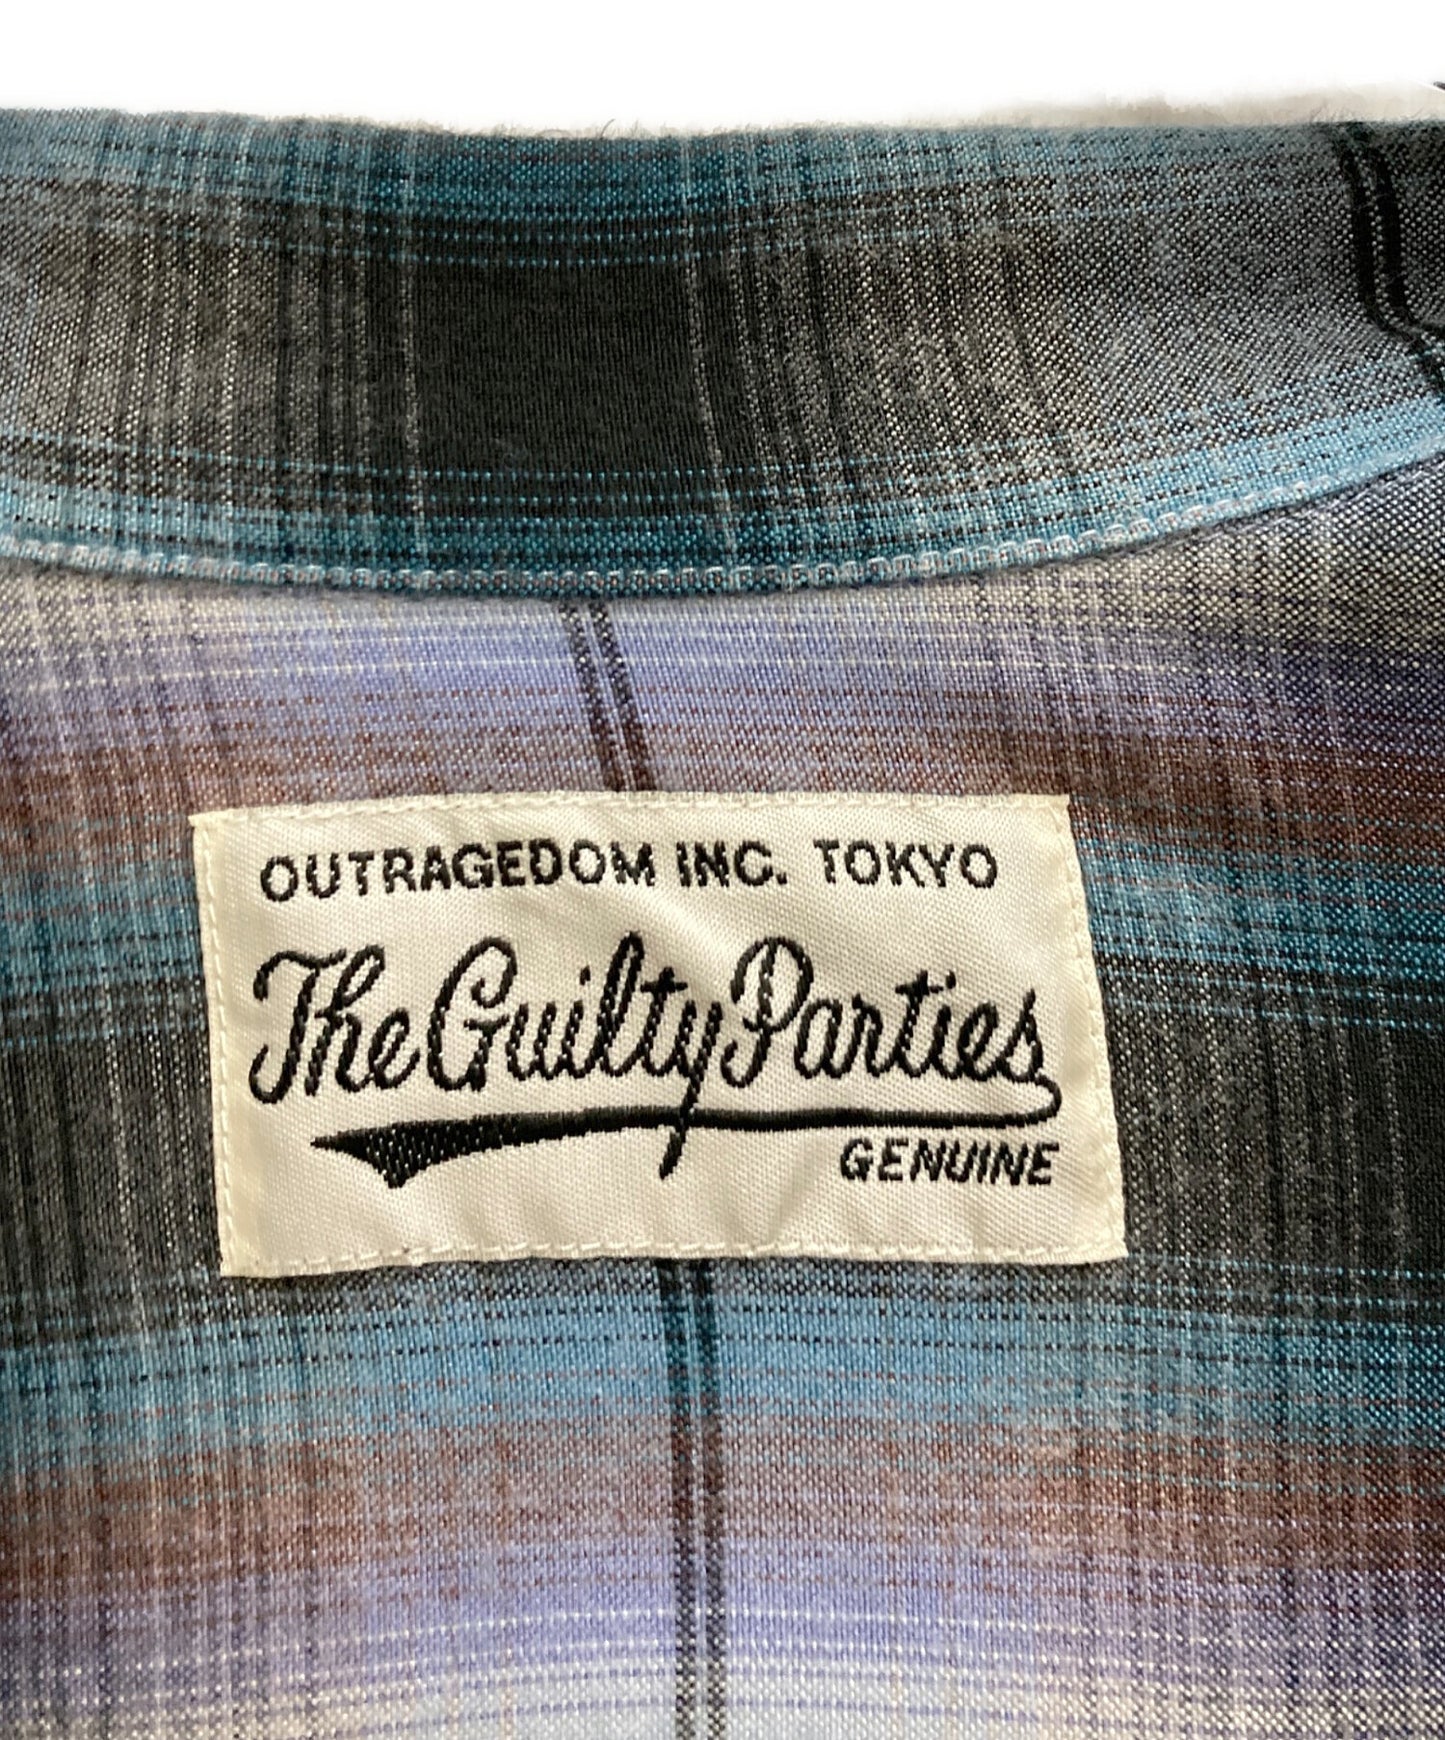 OUTRAGEDOM INC. TOKYO
The Guilty Parties
GENUINE